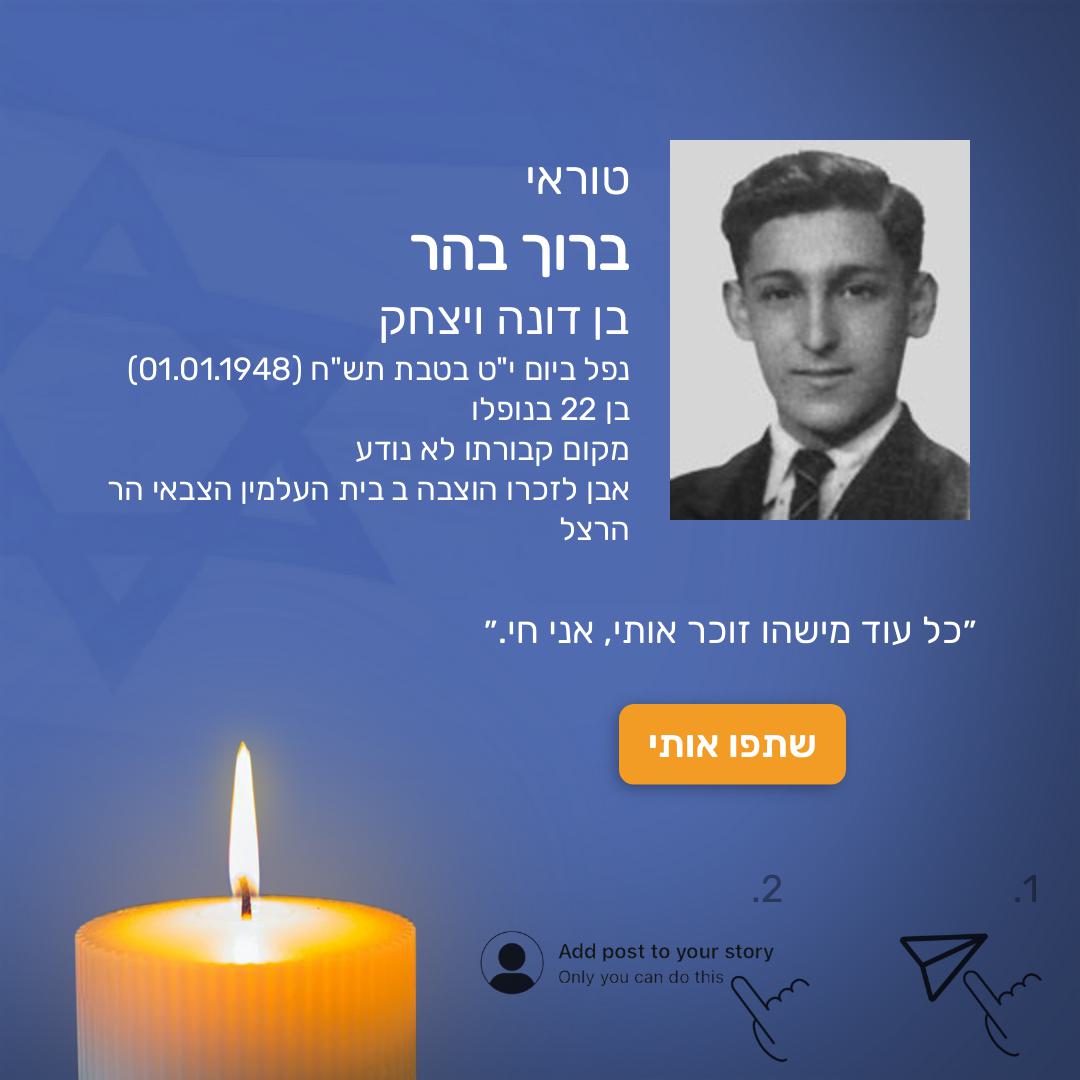 טוראי
ברוך בהר
בן דונה ויצחק
נפל ביום י"ט בטבת תש"ח (01.01.1948)
בן 22 בנופלו
מקום קבורתו לא נודע
אבן לזכרו הוצבה ב בית העלמין הצבאי הר
הרצל
״כל עוד מישהו זוכר אותי, אני חי.״
שתפו אותי
1.
2.
Add post to your story
Only you can do this